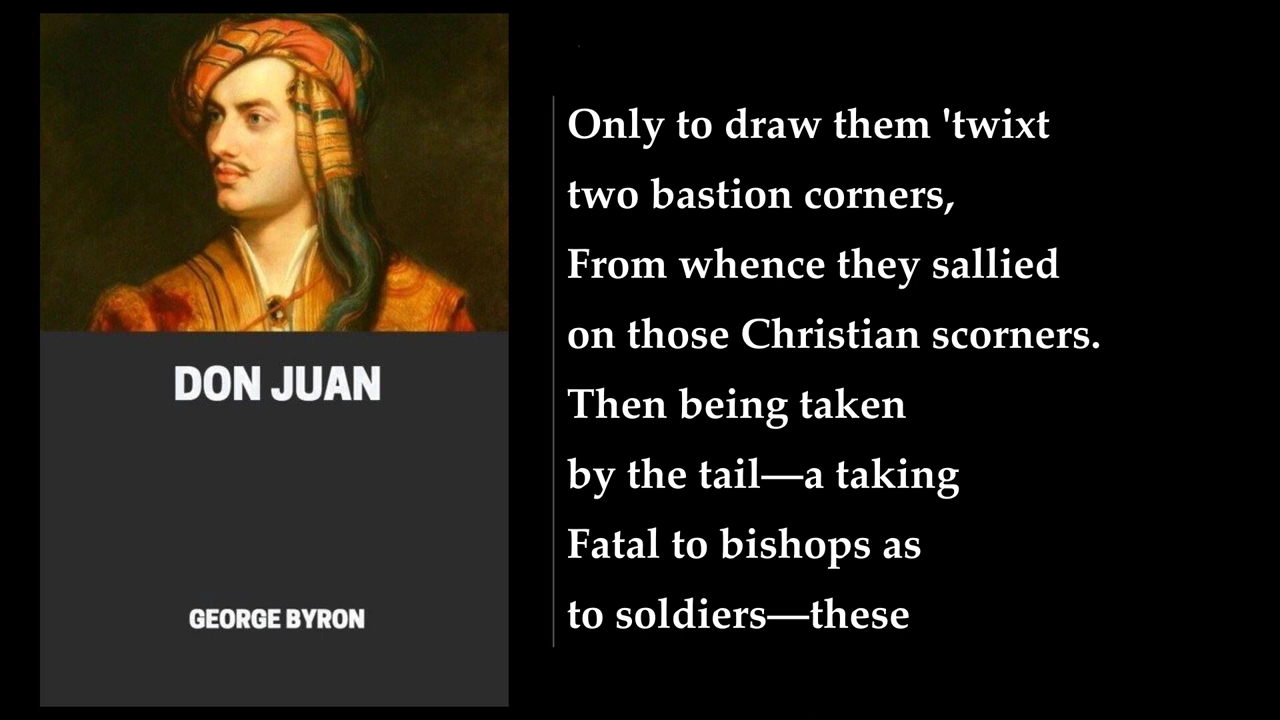 DON JUAN
GEORGE BYRON
Only to draw them 'twixt
two bastion corners,
From whence they sallied
on those Christian scorners.
Then being taken
by the tail—a taking
Fatal to bishops as
to soldiers—these